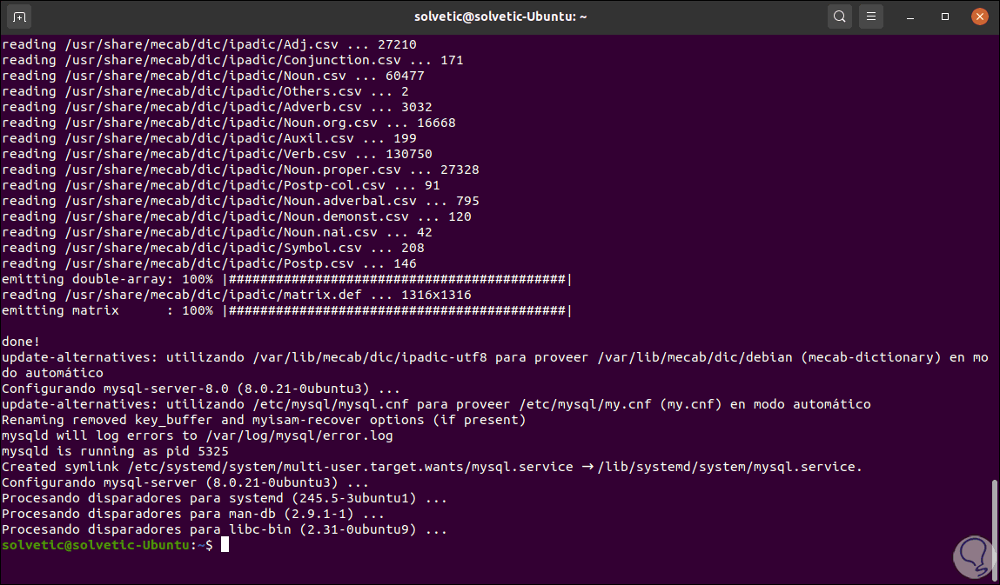 solvetic@solvetic-Ubuntu: ~
reading /usr/share/mecab/dic/ipadic/Adj.csv ... 27210
reading /usr/share/mecab/dic/ipadic/Conjunction.csv ... 171
reading /usr/share/mecab/dic/ipadic/Noun.csv ... 60477
reading /usr/share/mecab/dic/ipadic/Others.csv ... 2
reading /usr/share/mecab/dic/ipadic/Adverb.csv ... 3032
reading /usr/share/mecab/dic/ipadic/Noun.org.csv ... 16668
reading /usr/share/mecab/dic/ipadic/Auxil.csv ... 199
reading /usr/share/mecab/dic/ipadic/Verb.csv ... 130750
reading /usr/share/mecab/dic/ipadic/Noun.proper.csv ... 27328
reading /usr/share/mecab/dic/ipadic/Postp-col.csv ... 91
reading /usr/share/mecab/dic/ipadic/Noun.adverbal.csv ... 795
reading /usr/share/mecab/dic/ipadic/Noun.demonst.csv ... 120
reading /usr/share/mecab/dic/ipadic/Noun.nai.csv ... 42
reading /usr/share/mecab/dic/ipadic/Symbol.csv ... 208
reading /usr/share/mecab/dic/ipadic/Postp.csv ... 146
emitting double-array: 100% |###########################################|
reading /usr/share/mecab/dic/ipadic/matrix.def ... 1316x1316
emitting matrix      : 100% |###########################################|
done!
update-alternatives: utilizando /var/lib/mecab/dic/ipadic-utf8 para proveer /var/lib/mecab/dic/debian (mecab-dictionary) en mo
do automático
Configurando mysql-server-8.0 (8.0.21-0ubuntu3) ...
update-alternatives: utilizando /etc/mysql/mysql.cnf para proveer /etc/mysql/my.cnf (my.cnf) en modo automático
Renaming removed key_buffer and myisam-recover options (if present)
mysqld will log errors to /var/log/mysql/error.log
mysqld is running as pid 5325
Created symlink /etc/systemd/system/multi-user.target.wants/mysql.service → /lib/systemd/system/mysql.service.
Configurando mysql-server (8.0.21-0ubuntu3) ...
Procesando disparadores para systemd (245.5-3ubuntu1) ...
Procesando disparadores para man-db (2.9.1-1) ...
Procesando disparadores para libc-bin (2.31-0ubuntu9) ...
solvetic@solvetic-Ubuntu:~$